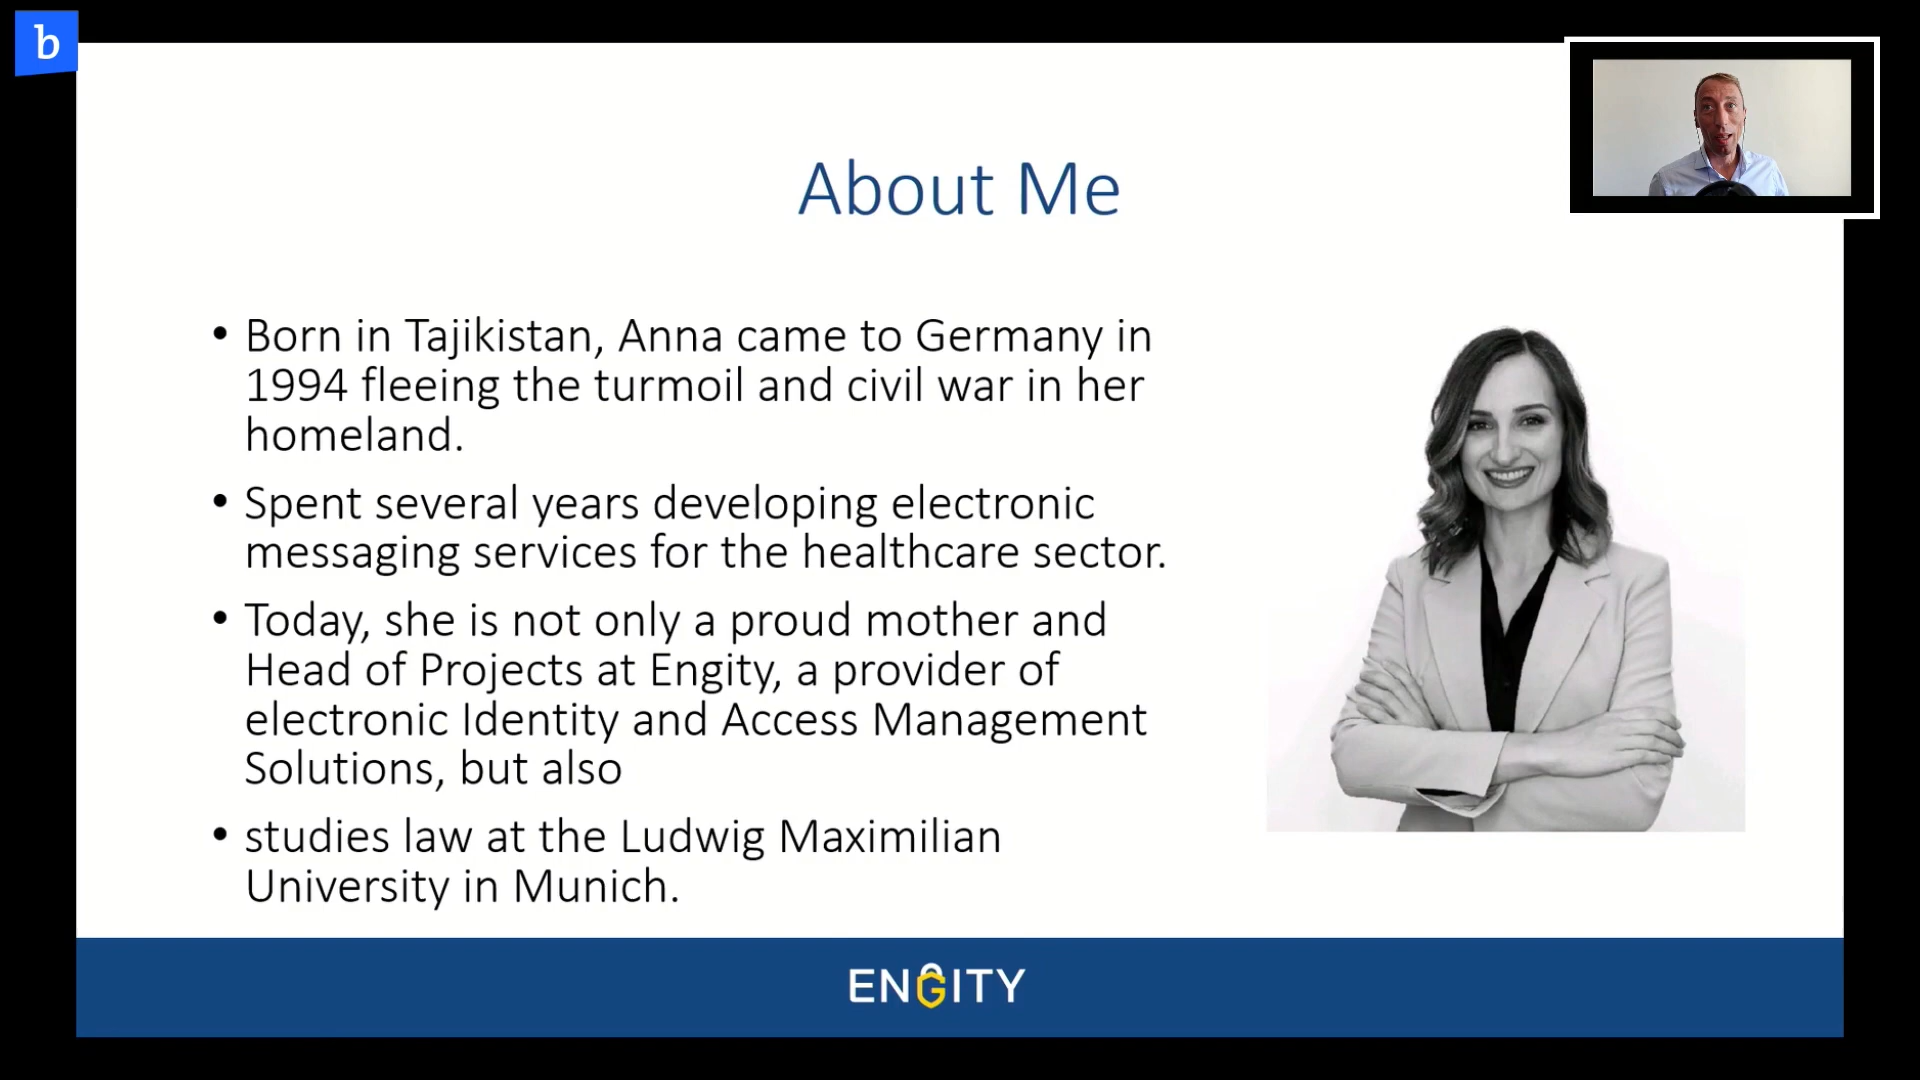 b
About Me
• Born in Tajikistan, Anna came to Germany in
1994 fleeing the turmoil and civil war in her
homeland.
• Spent several years developing electronic
messaging services for the healthcare sector.
• Today, she is not only a proud mother and
Head of Projects at Engity, a provider of
electronic Identity and Access Management
Solutions, but also
• studies law at the Ludwig Maximilian
University in Munich.
ENGITY